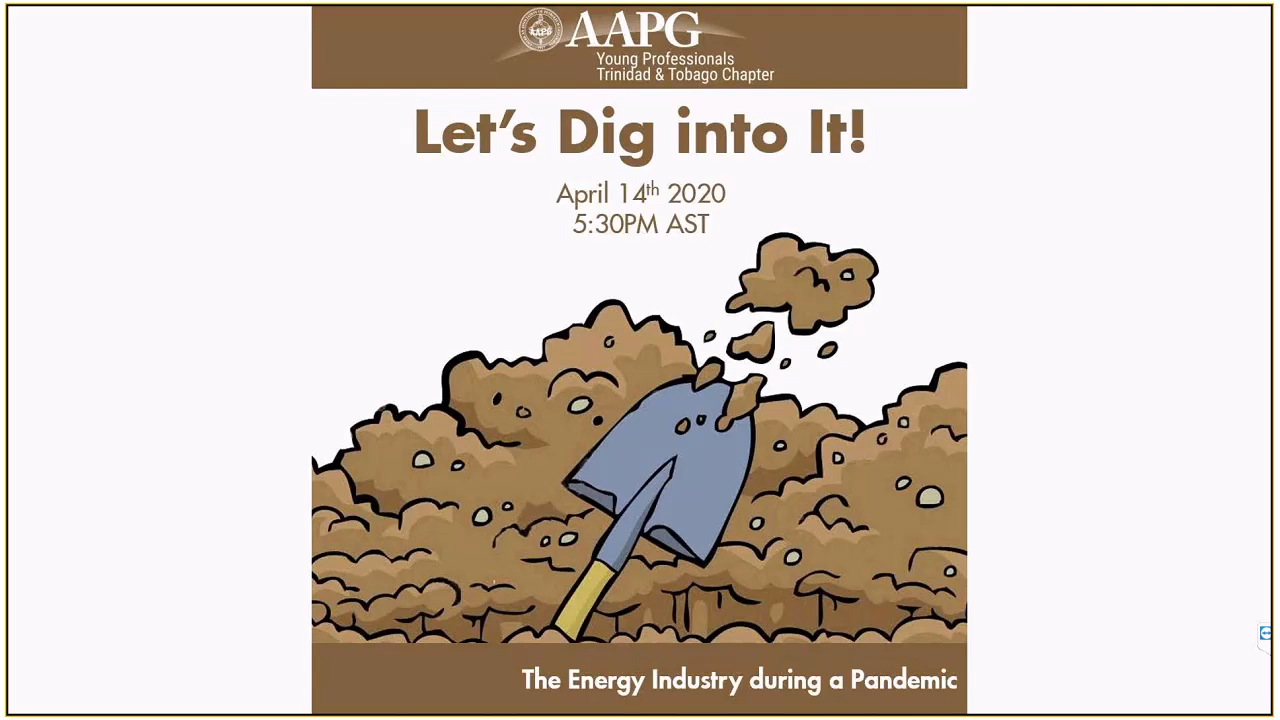 AAPG
Young Professionals
Trinidad & Tobago Chapter
Let's Dig into It!
April 14th 2020
5:30PM AST
The Energy Industry during a Pandemic